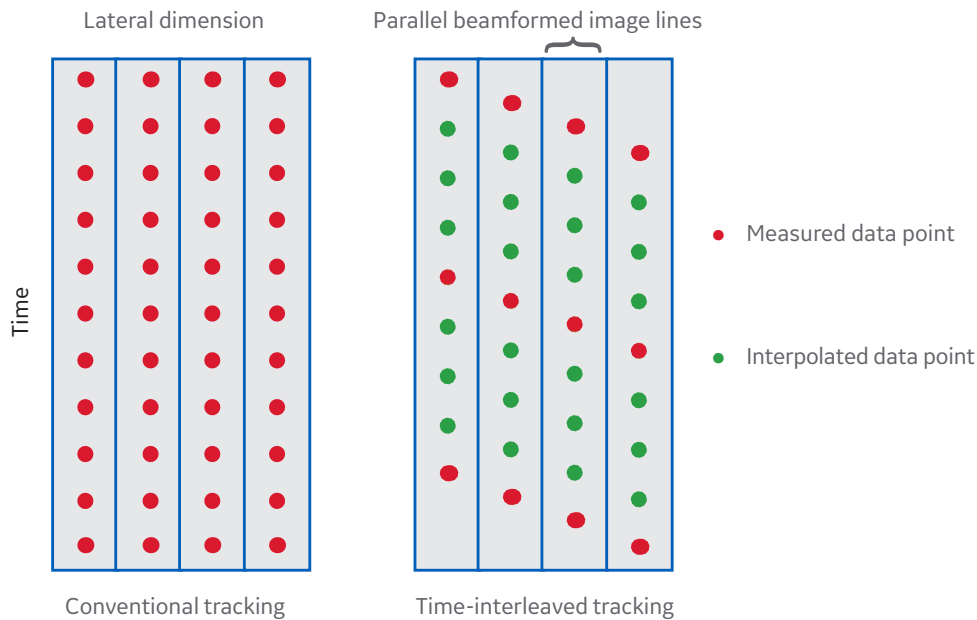 Lateral dimension
Parallel beamformed image lines
Time
Measured data point
Interpolated data point
Conventional tracking
Time-interleaved tracking